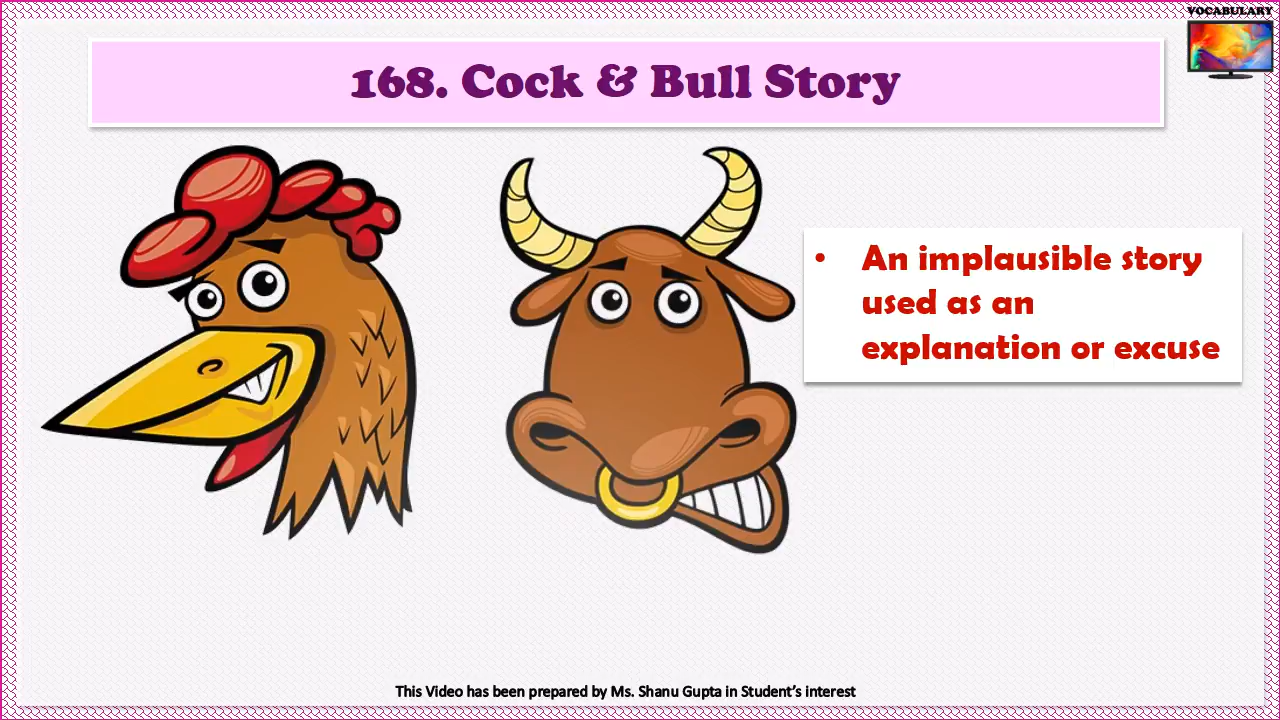 VOCABULARY
168. Cock & Bull Story
• An implausible story
used as an
explanation or excuse
This Video has been prepared by Ms. Shanu Gupta in Student’s interest